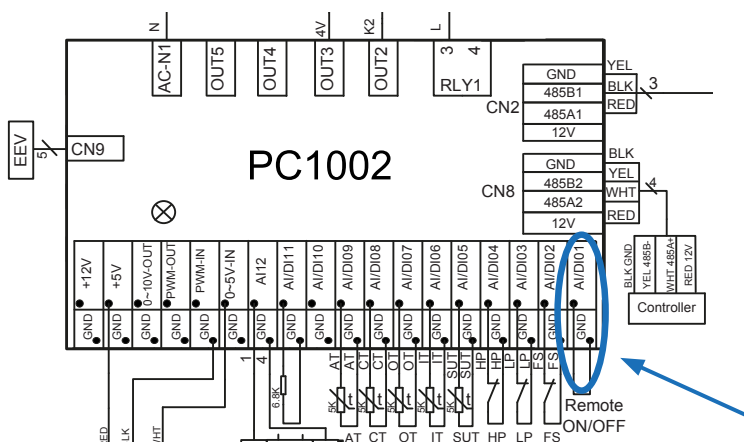 N
4V
K2
L
AC-N1
OUT5
OUT4
OUT3
OUT2
3 4
RLY1
CN2
GND
485B1
485A1
12V
YEL
BLK
RED
3
EEV
5
CN9
PC1002
CN8
GND
485B2
485A2
12V
BLK
YEL
WHT
RED
4
BLK GND
YEL 485B-
WHT 485A+
RED 12V
Controller
+12V
+5V
0~10V-OUT
PWM-OUT
PWM-IN
0~5V-IN
AI12
AI/DI11
AI/DI10
AI/DI09
AI/DI08
AI/DI07
AI/DI06
AI/DI05
AI/DI04
AI/DI03
AI/DI02
AI/DI01
GND GND GND GND GND GND GND GND GND GND GND GND GND GND GND GND GND GND
1 4
AT AT CT CT OT OT IT IT SUT SUT HP HP LP LP FS FS
6.8K
5K 5K 5K 5K 5K
t t t t t
Remote
ON/OFF
RED
BLK
WHT
AT CT OT IT SUT HP LP FS